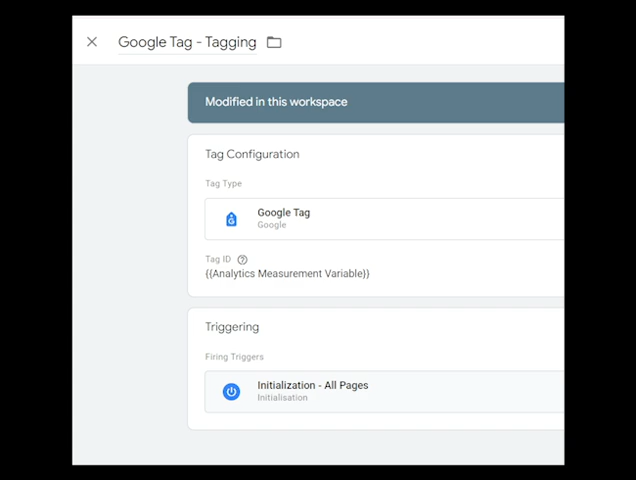 Google Tag - Tagging
Modified in this workspace
Tag Configuration
Tag Type
Google Tag
Google
Tag ID
{{Analytics Measurement Variable}}
Triggering
Firing Triggers
Initialization - All Pages
Initialisation